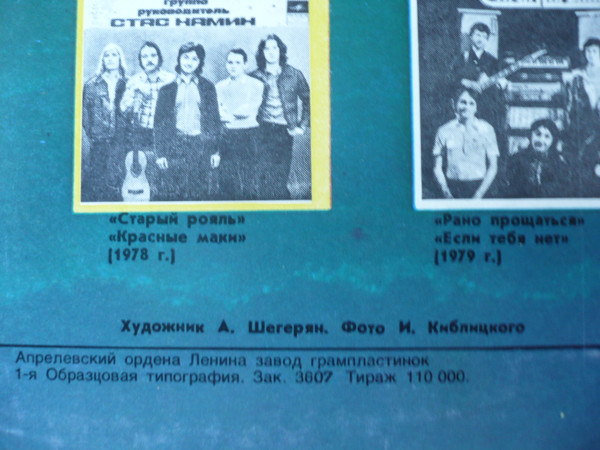 группа
руководитель
СТАС НАМИН
«Старый рояль»
«Красные маки»
(1978 г.)
«Рано прощаться»
«Если тебя нет»
(1979 г.)
Художник А. Шегерян. Фото И. Киблицкого
Апрелевский ордена Ленина завод грампластинок
1-я Образцовая типография. Зак. 3607 Тираж 110 000.